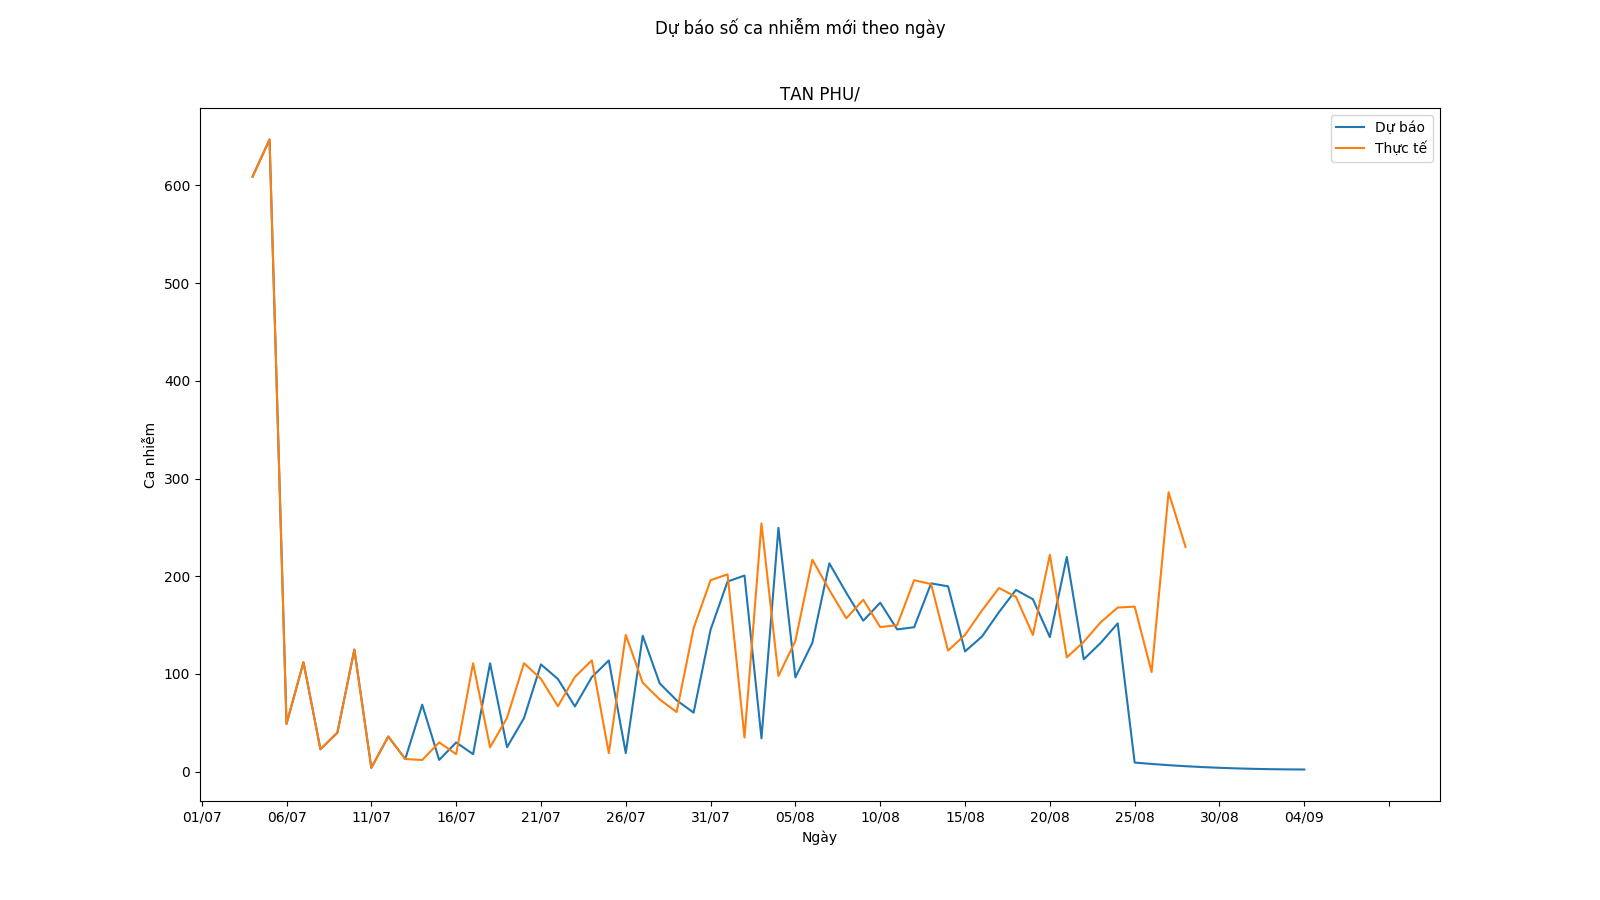 Dự báo số ca nhiễm mới theo ngày
TAN PHU/
Dự báo
Thực tế
600
500
400
300
200
100
0
Ca nhiễm
01/07 06/07 11/07 16/07 21/07 26/07 31/07 05/08 10/08 15/08 20/08 25/08 30/08 04/09
Ngày